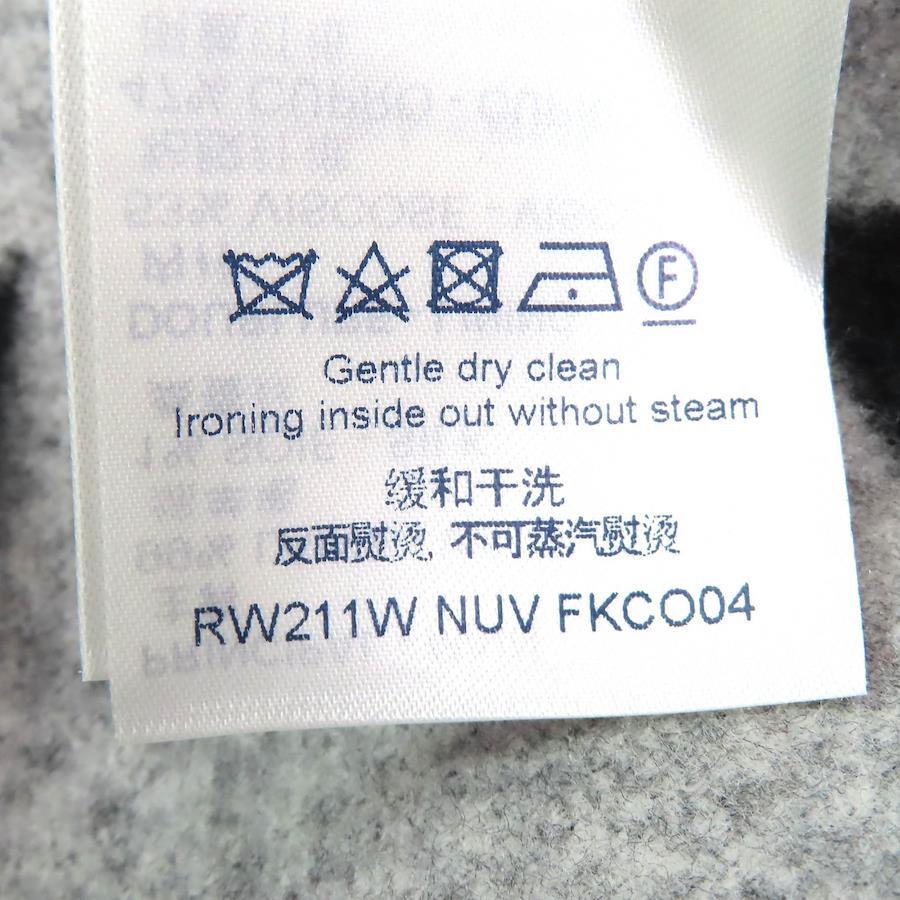 F
Gentle dry clean
Ironing inside out without steam
缓和干洗
反面熨烫, 不可蒸汽熨烫
RW211W NUV FKCO04